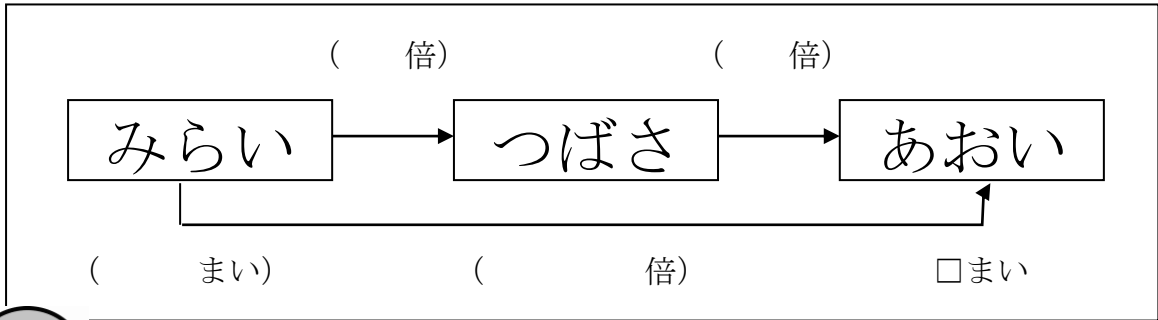 (　　倍)　(　　倍)
みらい　つばさ　あおい
(　　　まい)　(　　　　　倍)　□まい